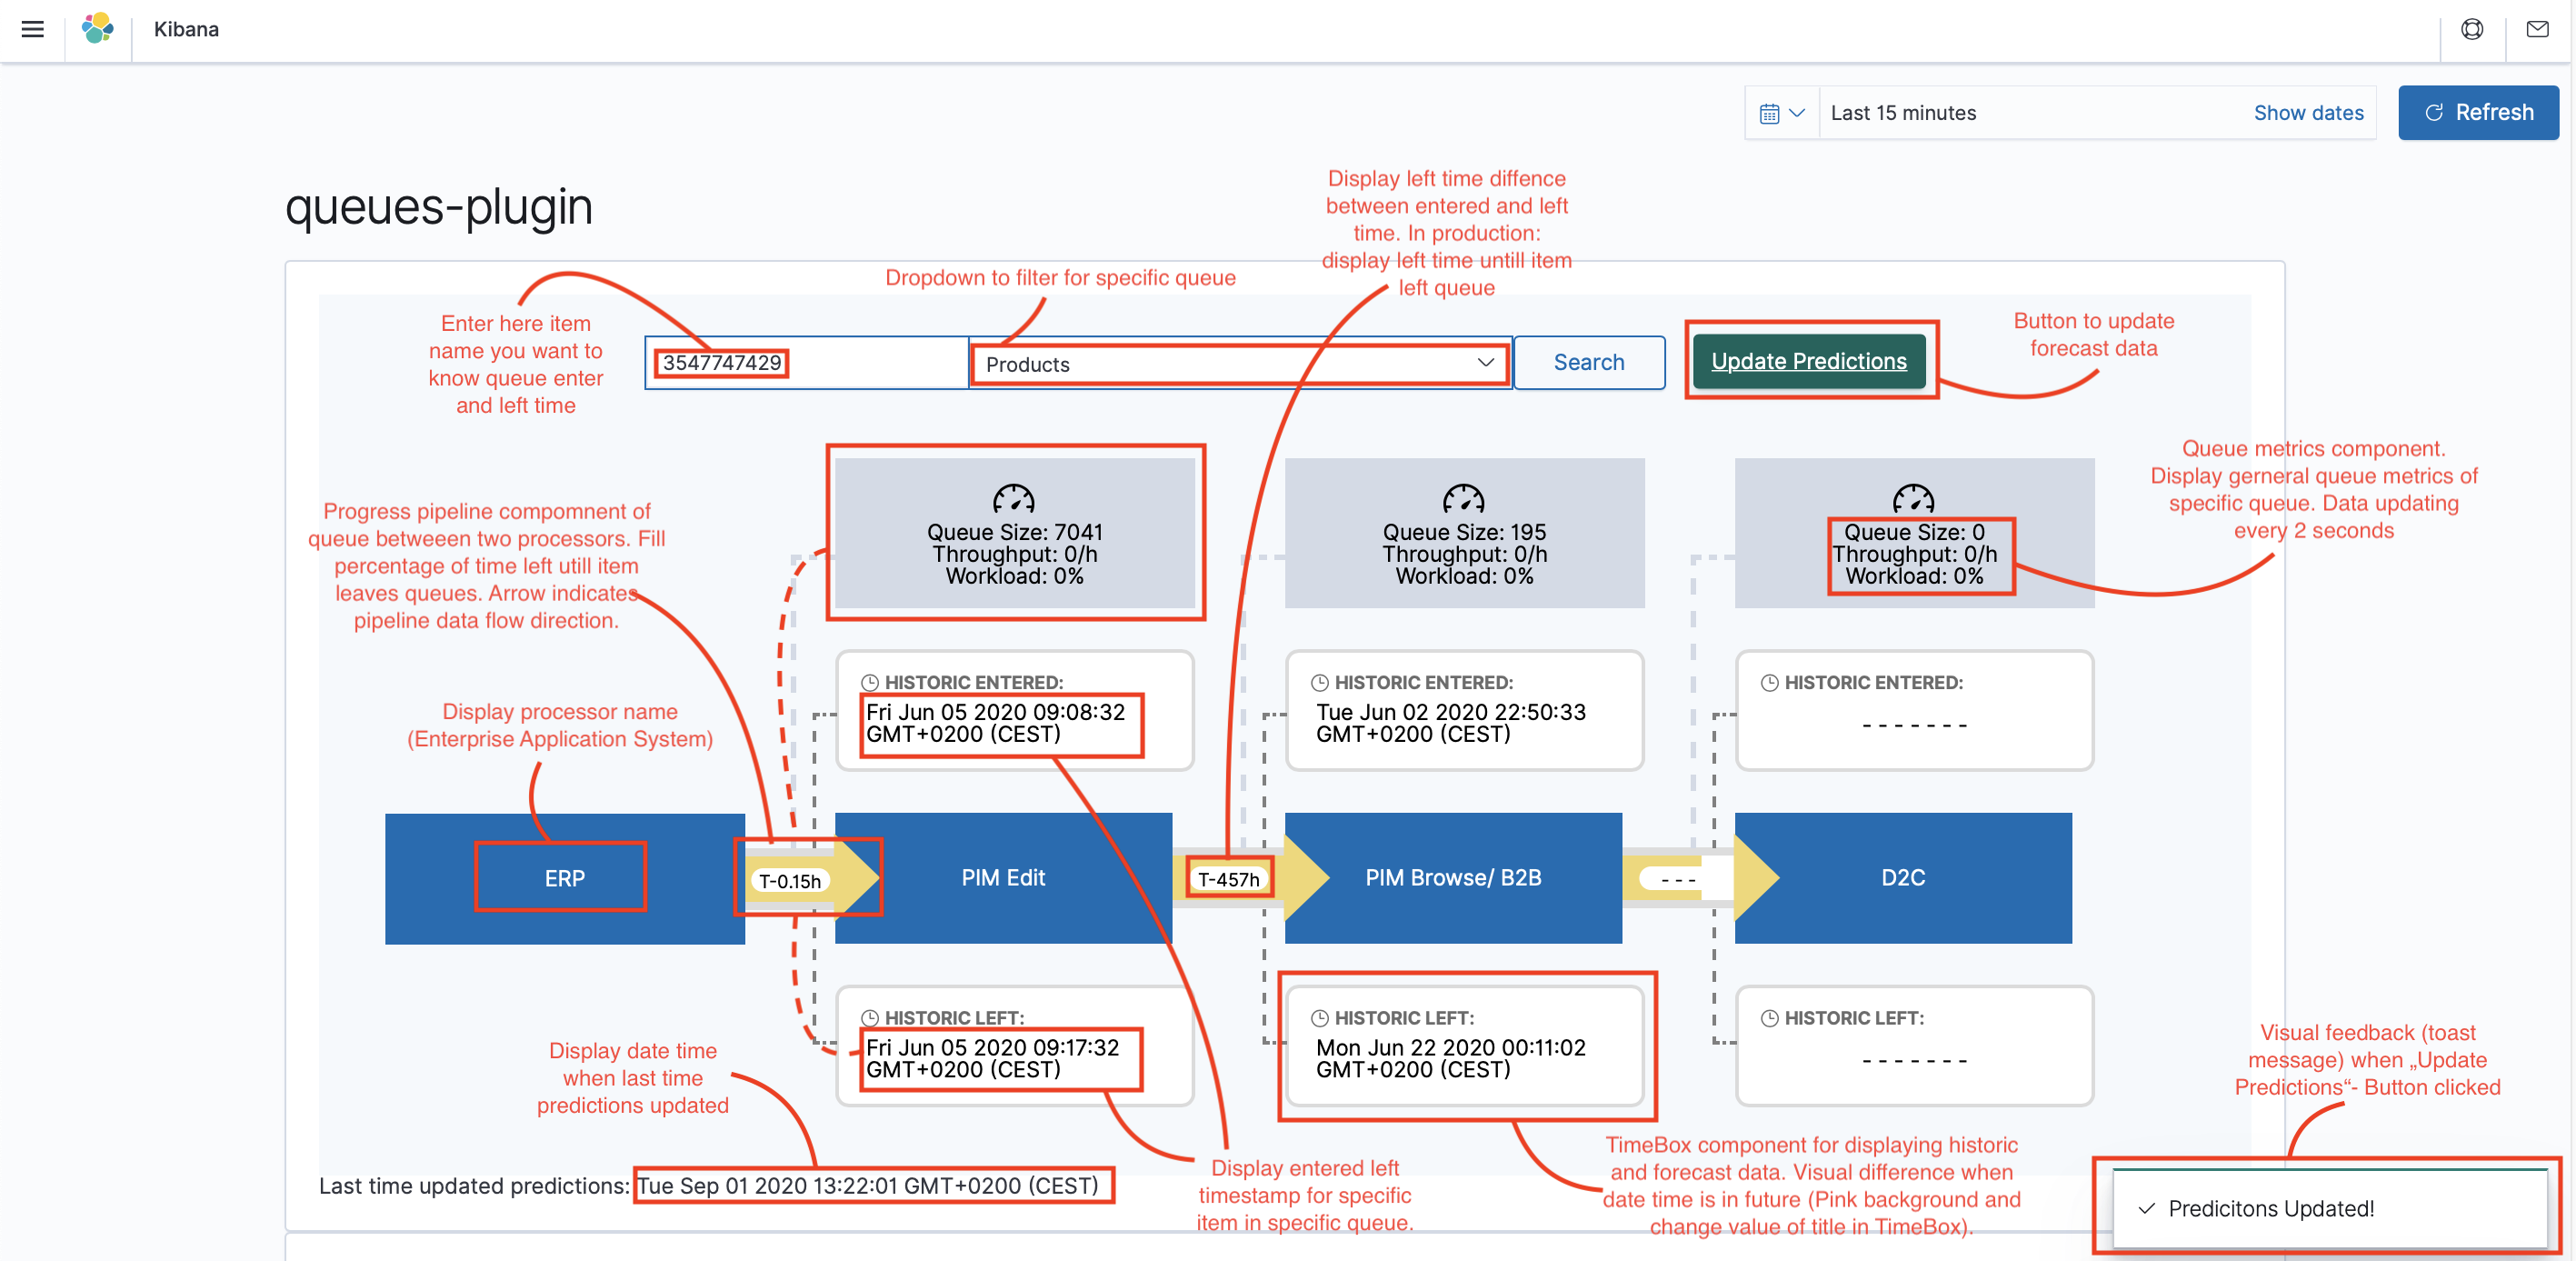 Kibana
Last 15 minutes
Show dates
Refresh
queues-plugin
Display left time diffence
between entered and left
time. In production:
display left time untill item
left queue
Dropdown to filter for specific queue
Enter here item
name you want to
know queue enter
and left time
Button to update
forecast data
3547747429
Products
Search
Update Predictions
Queue metrics component.
Display gerneral queue metrics of
specific queue. Data updating
every 2 seconds
Progress pipeline compomnent of
queue betweeen two processors. Fill
percentage of time left utill item
leaves queues. Arrow indicates
pipeline data flow direction.
Queue Size: 7041
Throughput: 0/h
Workload: 0%
Queue Size: 195
Throughput: 0/h
Workload: 0%
Queue Size: 0
Throughput: 0/h
Workload: 0%
HISTORIC ENTERED:
Fri Jun 05 2020 09:08:32
GMT+0200 (CEST)
HISTORIC ENTERED:
Tue Jun 02 2020 22:50:33
GMT+0200 (CEST)
HISTORIC ENTERED:
- - - - - - -
Display processor name
(Enterprise Application System)
ERP
T-0.15h
PIM Edit
T-457h
PIM Browse/ B2B
- - -
D2C
HISTORIC LEFT:
Fri Jun 05 2020 09:17:32
GMT+0200 (CEST)
HISTORIC LEFT:
Mon Jun 22 2020 00:11:02
GMT+0200 (CEST)
HISTORIC LEFT:
- - - - - - -
Display date time
when last time
predictions updated
Visual feedback (toast
message) when „Update
Predictions“- Button clicked
Last time updated predictions: Tue Sep 01 2020 13:22:01 GMT+0200 (CEST)
Display entered left
timestamp for specific
item in specific queue.
TimeBox component for displaying historic
and forecast data. Visual difference when
date time is in future (Pink background and
change value of title in TimeBox).
Predicitons Updated!